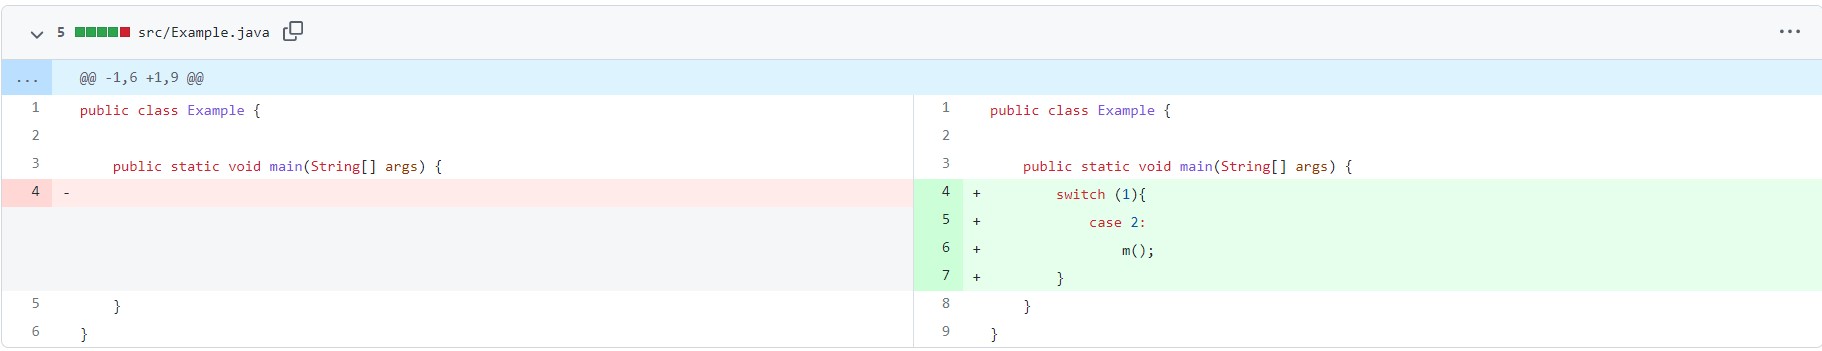 5 src/Example.java
... @@ -1,6 +1,9 @@
1 public class Example {
2
3 public static void main(String[] args) {
4 -
5 }
6 }
1 public class Example {
2
3 public static void main(String[] args) {
4 + switch (1){
5 + case 2:
6 + m();
7 + }
8 }
9 }